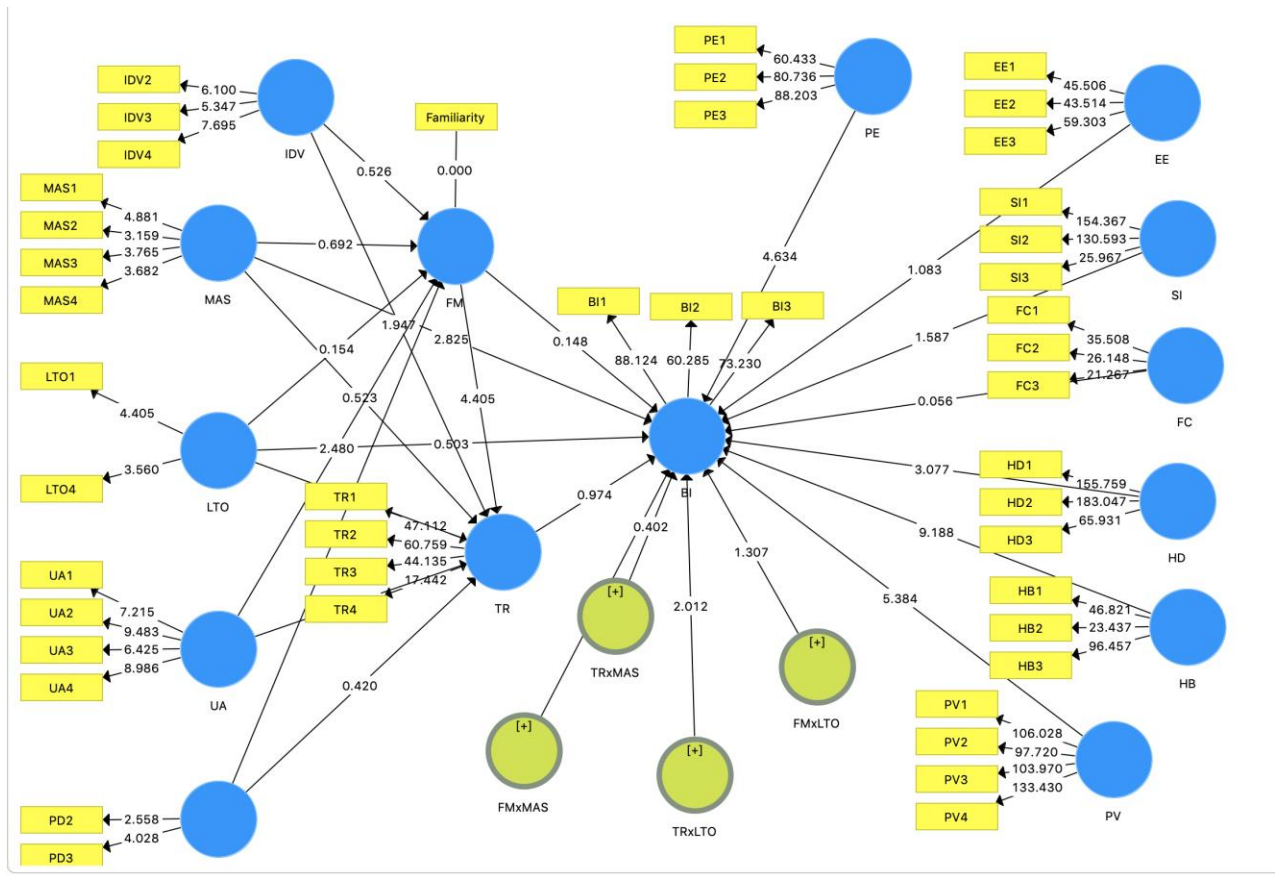 PE1
PE2
PE3
60.433
80.736
88.203
PE
EE1
EE2
EE3
45.506
43.514
59.303
EE
IDV2
IDV3
IDV4
6.100
5.347
7.695
IDV
Familiarity
0.526
0.000
MAS1
MAS2
MAS3
MAS4
4.881
3.159
3.765
3.682
MAS
0.692
FM
SI1
SI2
SI3
154.367
130.593
25.967
SI
4.634
1.083
BI1
BI2
BI3
88.124
60.285
73.230
BI
1.947
2.825
0.148
1.587
FC1
FC2
FC3
35.508
26.148
21.267
FC
0.056
LTO1
LTO4
4.405
3.560
LTO
0.154
0.523
4.405
2.480
0.503
3.077
HD1
HD2
HD3
155.759
183.047
65.931
HD
TR1
TR2
TR3
TR4
47.112
60.759
44.135
17.442
TR
0.974
0.402
1.307
9.188
UA1
UA2
UA3
UA4
7.215
9.483
6.425
8.986
UA
[+]
TRxMAS
2.012
5.384
HB1
HB2
HB3
46.821
23.437
96.457
HB
[+]
FMxLTO
0.420
[+]
FMxMAS
[+]
TRxLTO
PV1
PV2
PV3
PV4
106.028
97.720
103.970
133.430
PV
PD2
PD3
2.558
4.028